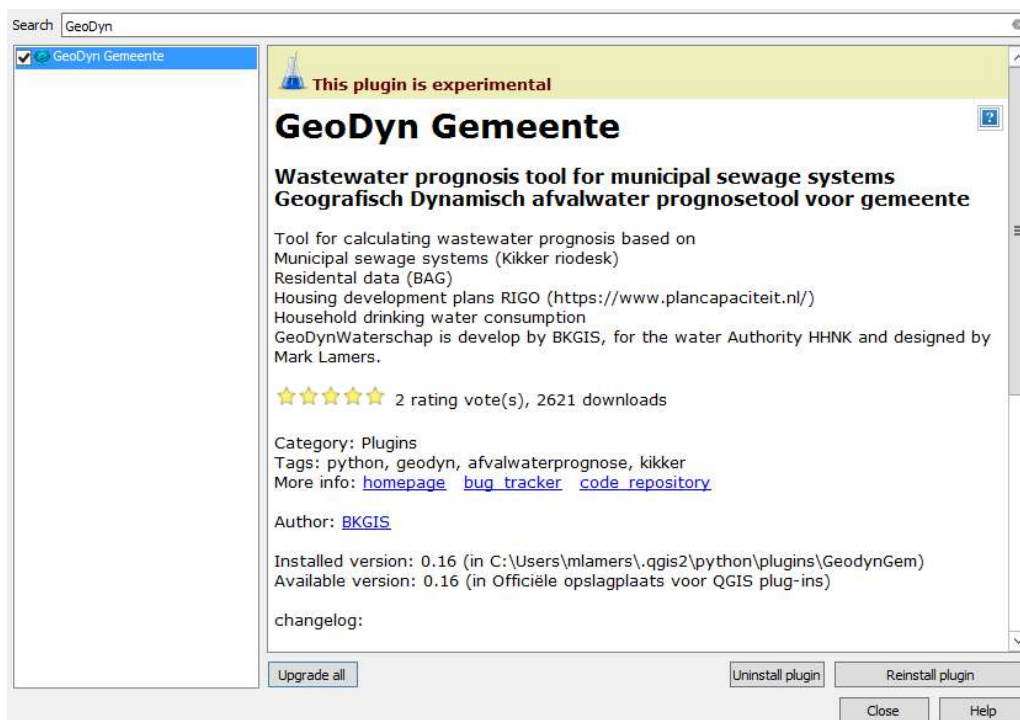 Search GeoDyn
GeoDyn Gemeente
This plugin is experimental
GeoDyn Gemeente
Wastewater prognosis tool for municipal sewage systems
Geografisch Dynamisch afvalwater prognosetool voor gemeente
Tool for calculating wastewater prognosis based on
Municipal sewage systems (Kikker riodesk)
Residental data (BAG)
Housing development plans RIGO (https://www.plancapaciteit.nl/)
Household drinking water consumption
GeoDynWaterschap is develop by BKGIS, for the water Authority HHNK and designed by
Mark Lamers.
2 rating vote(s), 2621 downloads
Category: Plugins
Tags: python, geodyn, afvalwaterprognose, kikker
More info: homepage bug tracker code repository
Author: BKGIS
Installed version: 0.16 (in C:\Users\mlamers\.qgis2\python\plugins\GeodynGem)
Available version: 0.16 (in Officiële opslagplaats voor QGIS plug-ins)
changelog:
Upgrade all Uninstall plugin Reinstall plugin
Close Help